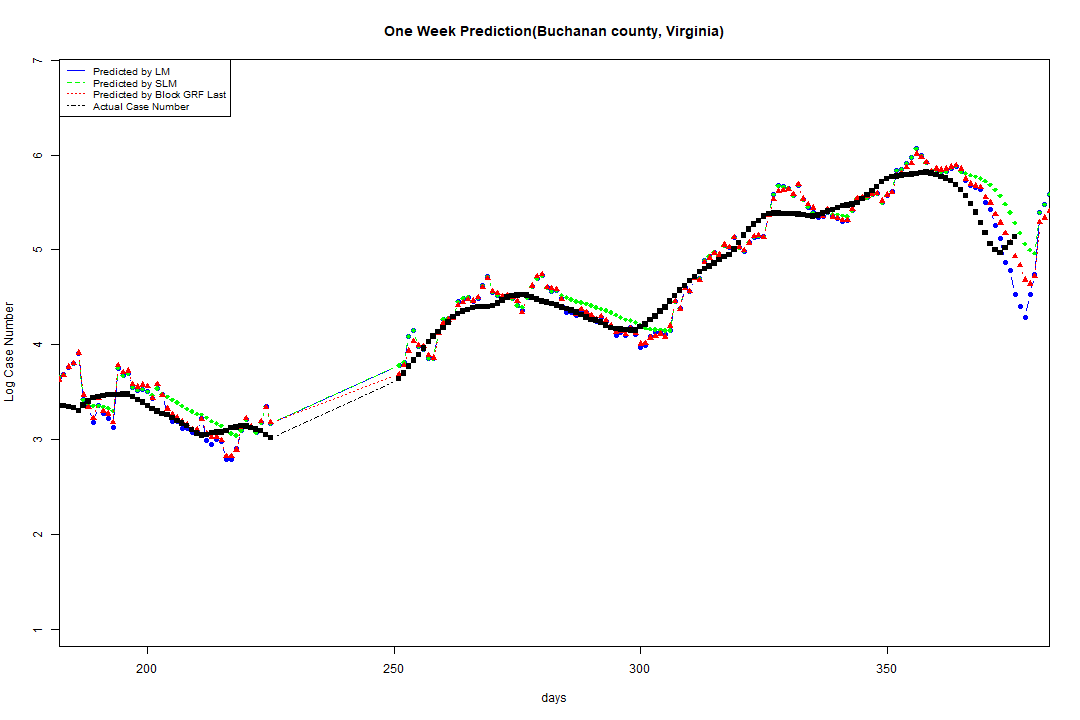 One Week Prediction(Buchanan county, Virginia)
Predicted by LM
Predicted by SLM
Predicted by Block GRF Last
Actual Case Number
Log Case Number
7
6
5
4
3
2
1
200
250
300
350
days